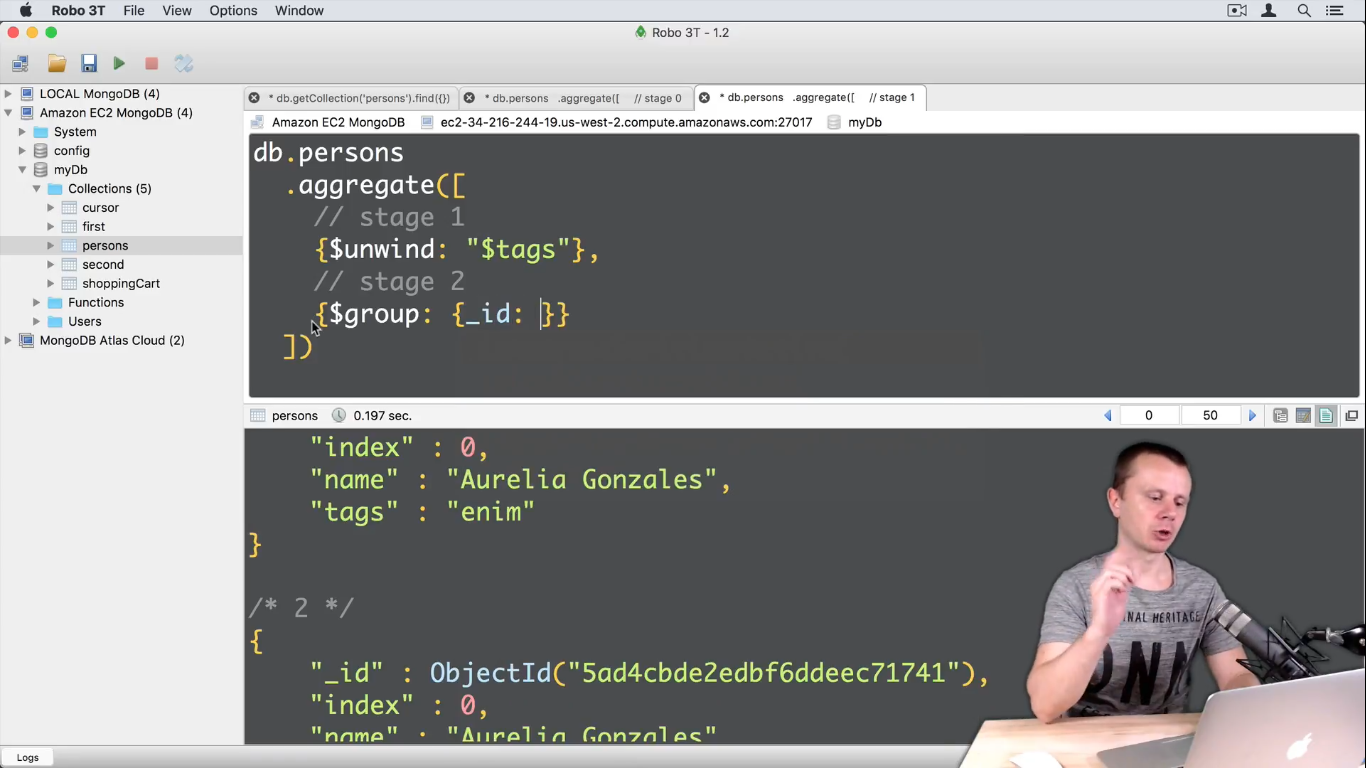 Robo 3T File View Options Window
Robo 3T - 1.2
LOCAL MongoDB (4)
Amazon EC2 MongoDB (4)
System
config
myDb
Collections (5)
cursor
first
persons
second
shoppingCart
Functions
Users
MongoDB Atlas Cloud (2)
* db.getCollection('persons').find({}) * db.persons .aggregate([ // stage 0 * db.persons .aggregate([ // stage 1
Amazon EC2 MongoDB ec2-34-216-244-19.us-west-2.compute.amazonaws.com:27017 myDb
db.persons
.aggregate([
// stage 1
{$unwind: "$tags"},
// stage 2
{$group: {_id: }}
])
persons 0.197 sec. 0 50
"index" : 0,
"name" : "Aurelia Gonzales",
"tags" : "enim"
}
/* 2 */
{
"_id" : ObjectId("5ad4cbde2edbf6ddeec71741"),
"index" : 0,
"name" : "Aurelia Gonzales"
Logs